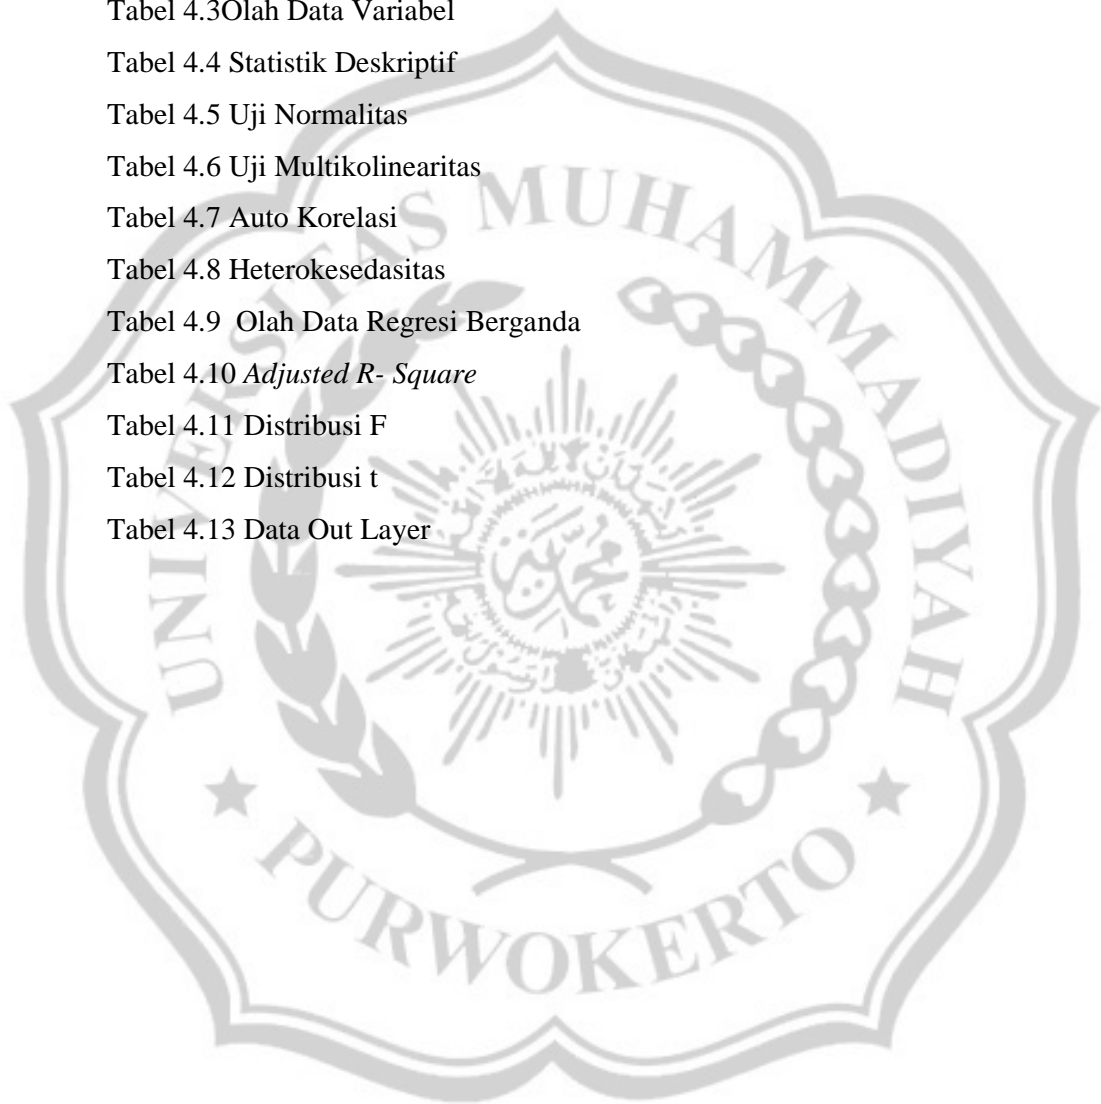 Tabel 4.3Olah Data Variabel
Tabel 4.4 Statistik Deskriptif
Tabel 4.5 Uji Normalitas
Tabel 4.6 Uji Multikolinearitas
Tabel 4.7 Auto Korelasi
Tabel 4.8 Heterokesedasitas
Tabel 4.9  Olah Data Regresi Berganda
Tabel 4.10 Adjusted R- Square
Tabel 4.11 Distribusi F
Tabel 4.12 Distribusi t
Tabel 4.13 Data Out Layer
UNIVERSITAS MUHAMMADIYAH
PURWOKERTO